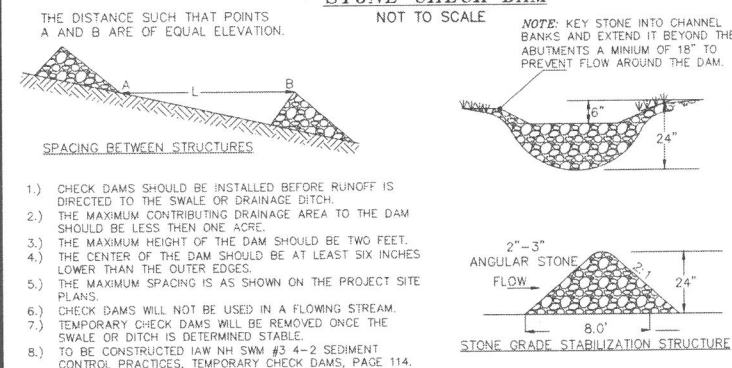 STONE CHECK DAM
NOT TO SCALE
THE DISTANCE SUCH THAT POINTS
A AND B ARE OF EQUAL ELEVATION.
A
L
B
SPACING BETWEEN STRUCTURES
NOTE: KEY STONE INTO CHANNEL
BANKS AND EXTEND IT BEYOND THE
ABUTMENTS A MINIUM OF 18" TO
PREVENT FLOW AROUND THE DAM.
6"
24"
1.) CHECK DAMS SHOULD BE INSTALLED BEFORE RUNOFF IS
DIRECTED TO THE SWALE OR DRAINAGE DITCH.
2.) THE MAXIMUM CONTRIBUTING DRAINAGE AREA TO THE DAM
SHOULD BE LESS THEN ONE ACRE.
3.) THE MAXIMUM HEIGHT OF THE DAM SHOULD BE TWO FEET.
4.) THE CENTER OF THE DAM SHOULD BE AT LEAST SIX INCHES
LOWER THAN THE OUTER EDGES.
5.) THE MAXIMUM SPACING IS AS SHOWN ON THE PROJECT SITE
PLANS.
6.) CHECK DAMS WILL NOT BE USED IN A FLOWING STREAM.
7.) TEMPORARY CHECK DAMS WILL BE REMOVED ONCE THE
SWALE OR DITCH IS DETERMINED STABLE.
8.) TO BE CONSTRUCTED IAW NH SWM #3 4-2 SEDIMENT
CONTROL PRACTICES, TEMPORARY CHECK DAMS, PAGE 114.
2"-3"
ANGULAR STONE
FLOW
2:1
24"
8.0'
STONE GRADE STABILIZATION STRUCTURE